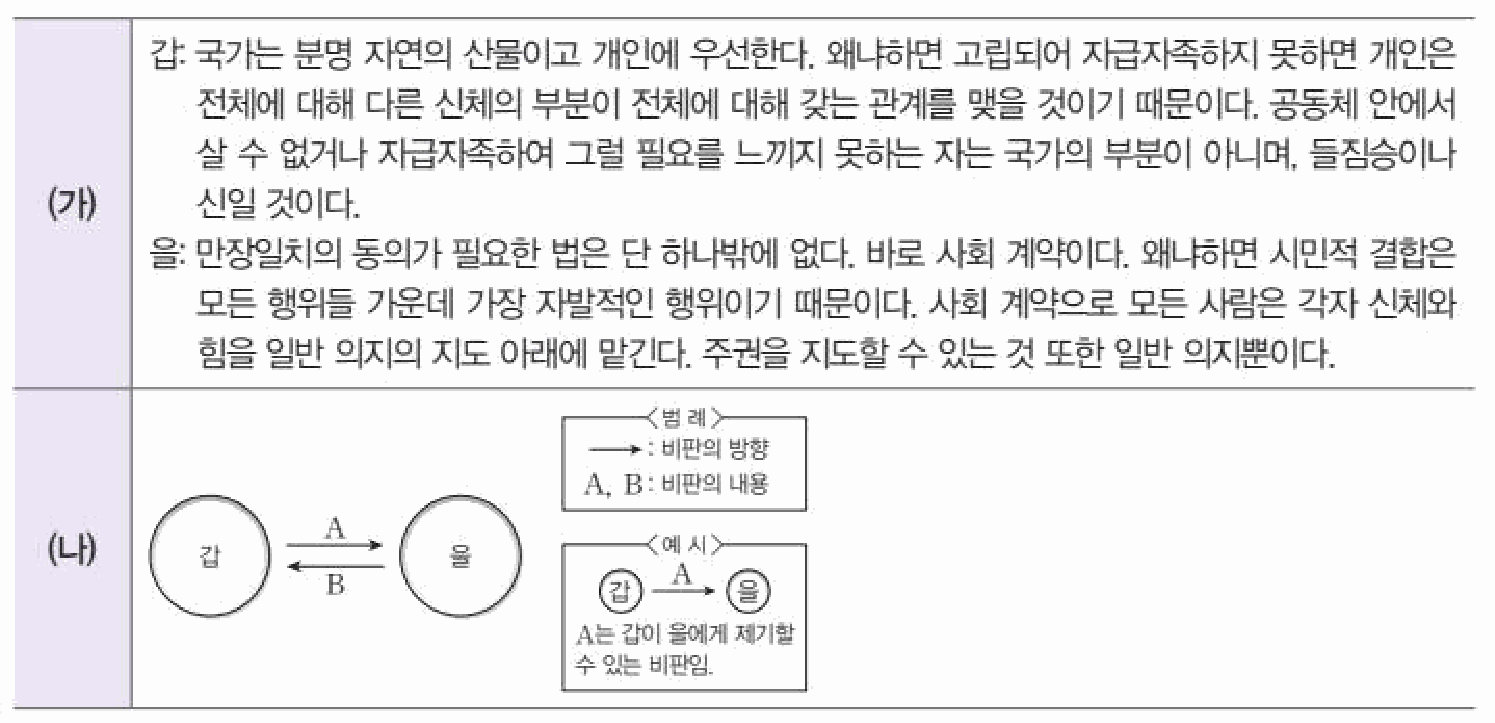 (가)
갑: 국가는 분명 자연의 산물이고 개인에 우선한다. 왜냐하면 고립되어 자급자족하지 못하면 개인은
전체에 대해 다른 신체의 부분이 전체에 대해 갖는 관계를 맺을 것이기 때문이다. 공동체 안에서
살 수 없거나 자급자족하여 그럴 필요를 느끼지 못하는 자는 국가의 부분이 아니며, 들짐승이나
신일 것이다.
을: 만장일치의 동의가 필요한 법은 단 하나밖에 없다. 바로 사회 계약이다. 왜냐하면 시민적 결합은
모든 행위들 가운데 가장 자발적인 행위이기 때문이다. 사회 계약으로 모든 사람은 각자 신체와
힘을 일반 의지의 지도 아래에 맡긴다. 주권을 지도할 수 있는 것 또한 일반 의지뿐이다.
(나)
갑
A
B
을
<범 례>
→ : 비판의 방향
A, B : 비판의 내용
<예 시>
갑 A 을
A는 갑이 을에게 제기할
수 있는 비판임.